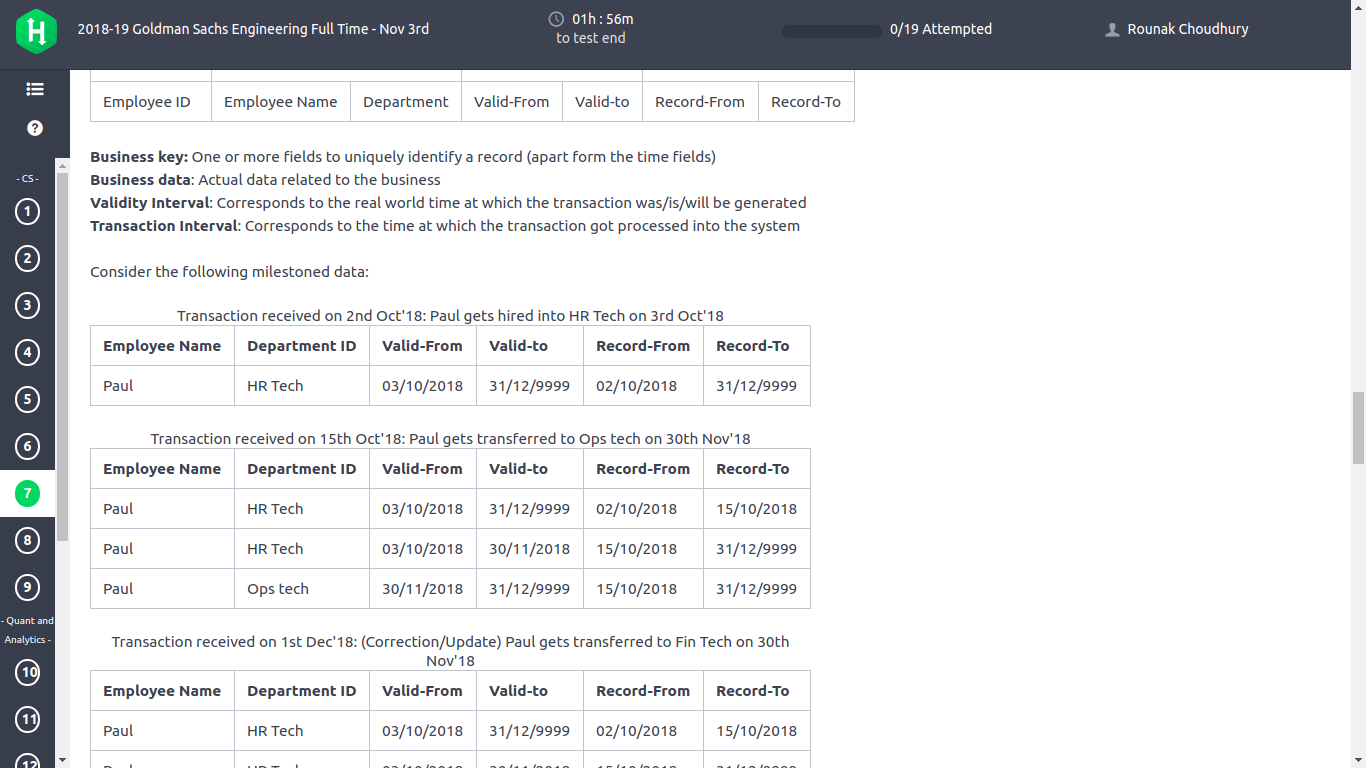 2018-19 Goldman Sachs Engineering Full Time - Nov 3rd
01h : 56m
to test end
0/19 Attempted
Rounak Choudhury
- CS -
1
2
3
4
5
6
7
8
9
- Quant and
Analytics -
10
11
12
Employee ID Employee Name Department Valid-From Valid-to Record-From Record-To
Business key: One or more fields to uniquely identify a record (apart form the time fields)
Business data: Actual data related to the business
Validity Interval: Corresponds to the real world time at which the transaction was/is/will be generated
Transaction Interval: Corresponds to the time at which the transaction got processed into the system
Consider the following milestoned data:
Transaction received on 2nd Oct'18: Paul gets hired into HR Tech on 3rd Oct'18
Employee Name Department ID Valid-From Valid-to Record-From Record-To
Paul HR Tech 03/10/2018 31/12/9999 02/10/2018 31/12/9999
Transaction received on 15th Oct'18: Paul gets transferred to Ops tech on 30th Nov'18
Employee Name Department ID Valid-From Valid-to Record-From Record-To
Paul HR Tech 03/10/2018 31/12/9999 02/10/2018 15/10/2018
Paul HR Tech 03/10/2018 30/11/2018 15/10/2018 31/12/9999
Paul Ops tech 30/11/2018 31/12/9999 15/10/2018 31/12/9999
Transaction received on 1st Dec'18: (Correction/Update) Paul gets transferred to Fin Tech on 30th
Nov'18
Employee Name Department ID Valid-From Valid-to Record-From Record-To
Paul HR Tech 03/10/2018 31/12/9999 02/10/2018 15/10/2018